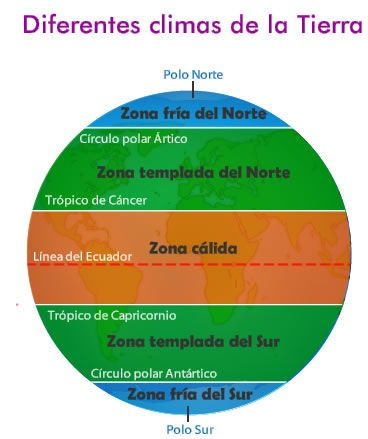 Diferentes climas de la Tierra
Polo Norte
Zona fría del Norte
Círculo polar Ártico
Zona templada del Norte
Trópico de Cáncer
Zona cálida
Línea del Ecuador
Trópico de Capricornio
Zona templada del Sur
Círculo polar Antártico
Zona fría del Sur
Polo Sur